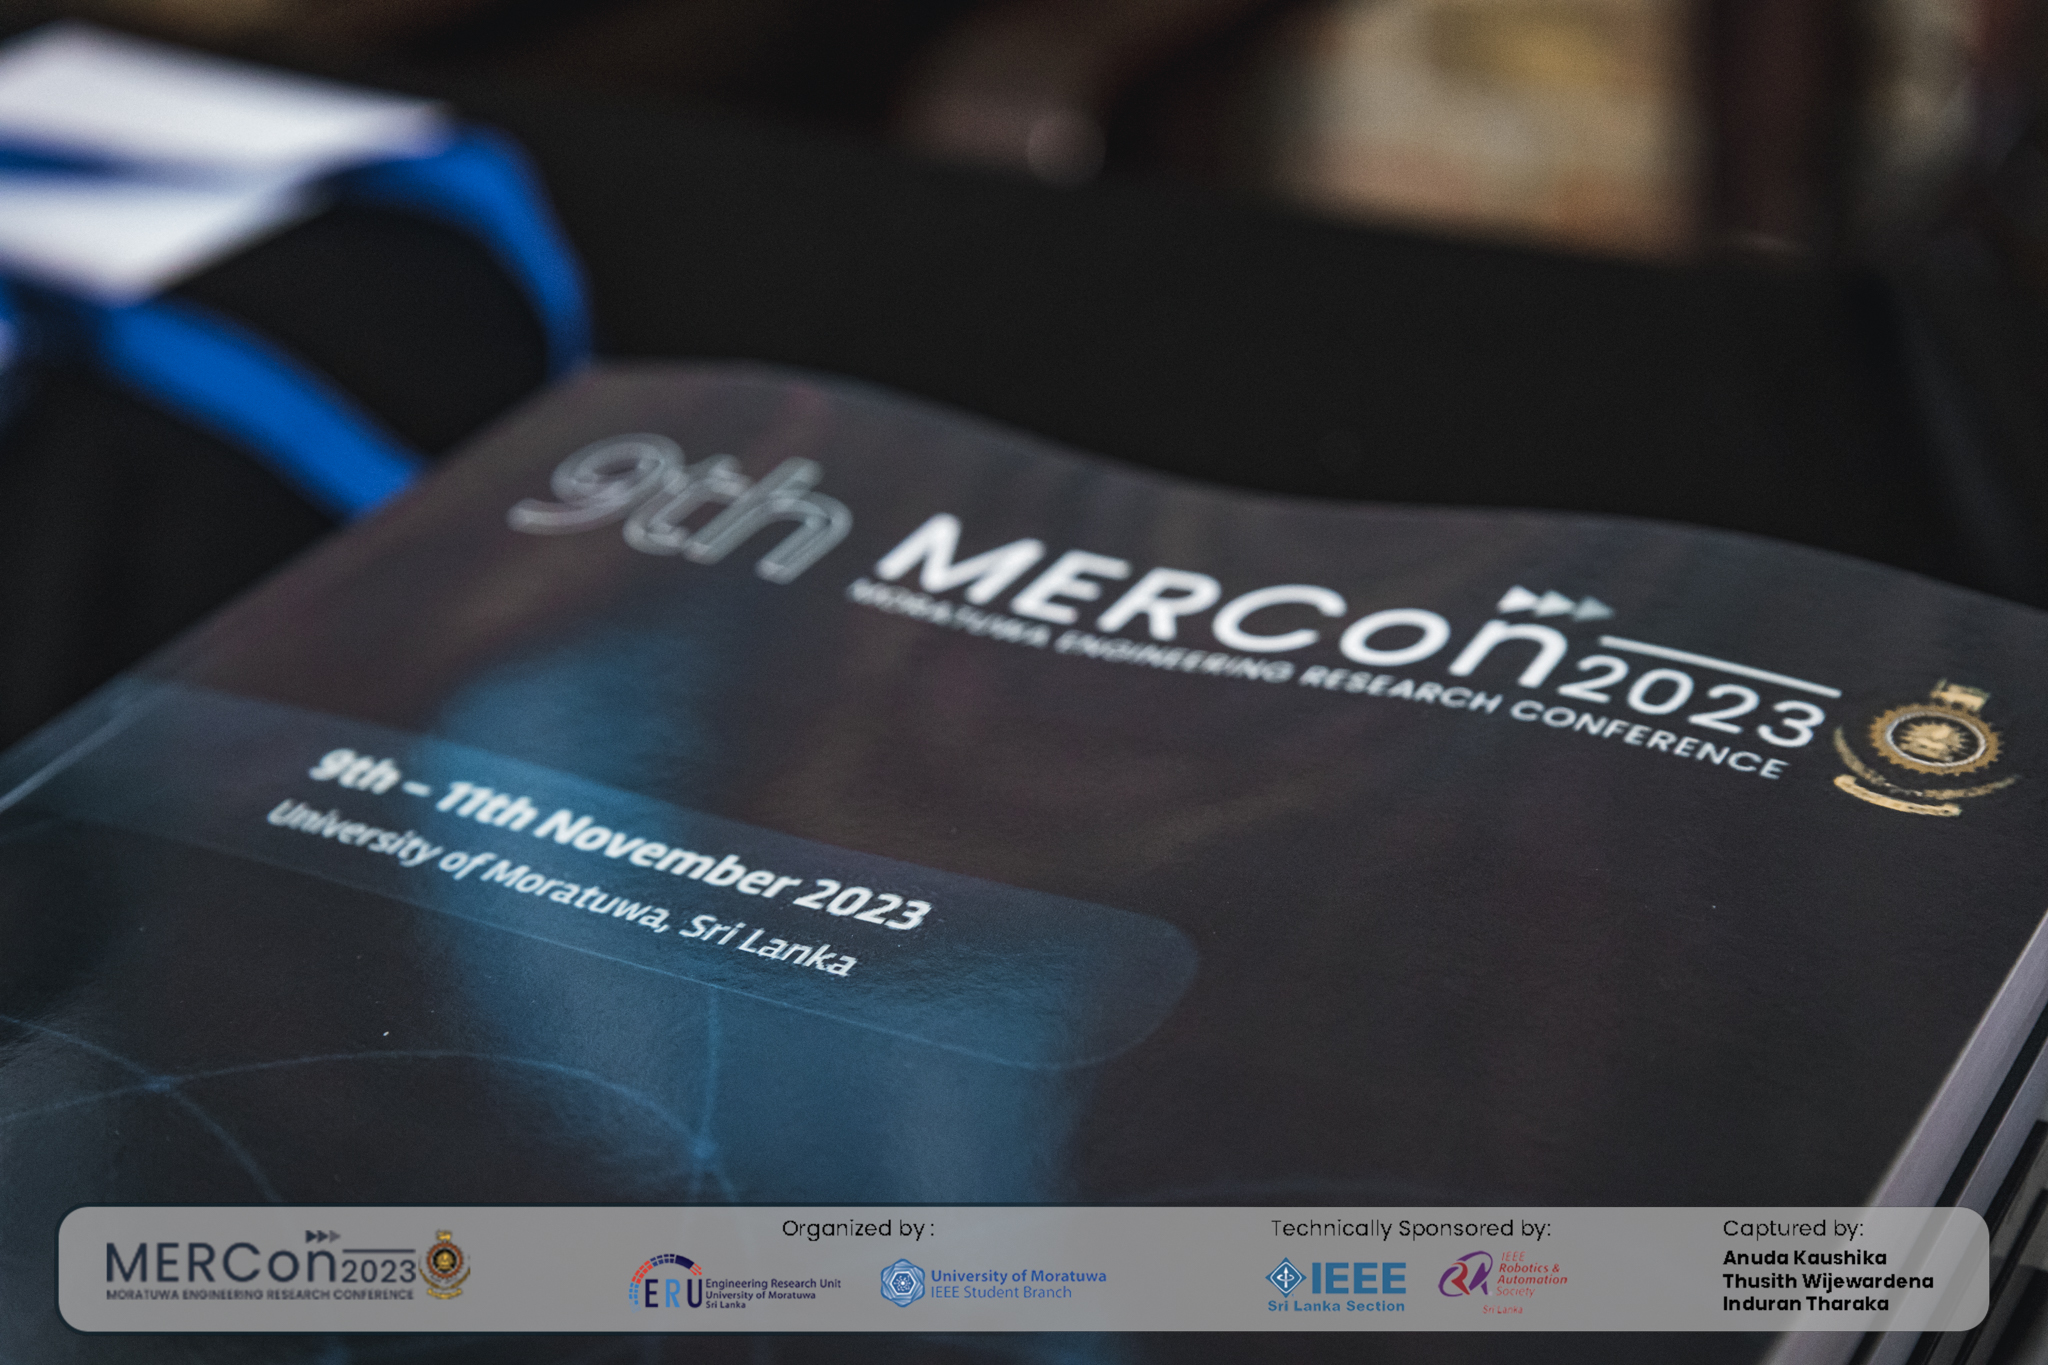 9th MERCon 2023
MORATUWA ENGINEERING RESEARCH CONFERENCE
9th – 11th November 2023
University of Moratuwa, Sri Lanka
MERCon 2023
MORATUWA ENGINEERING RESEARCH CONFERENCE
Organized by :
ERU
Engineering Research Unit
University of Moratuwa
Sri Lanka
University of Moratuwa
IEEE Student Branch
Technically Sponsored by:
IEEE
Sri Lanka Section
RA
IEEE
Robotics &
Automation
Society
Sri Lanka
Captured by:
Anuda Kaushika
Thusith Wijewardena
Induran Tharaka